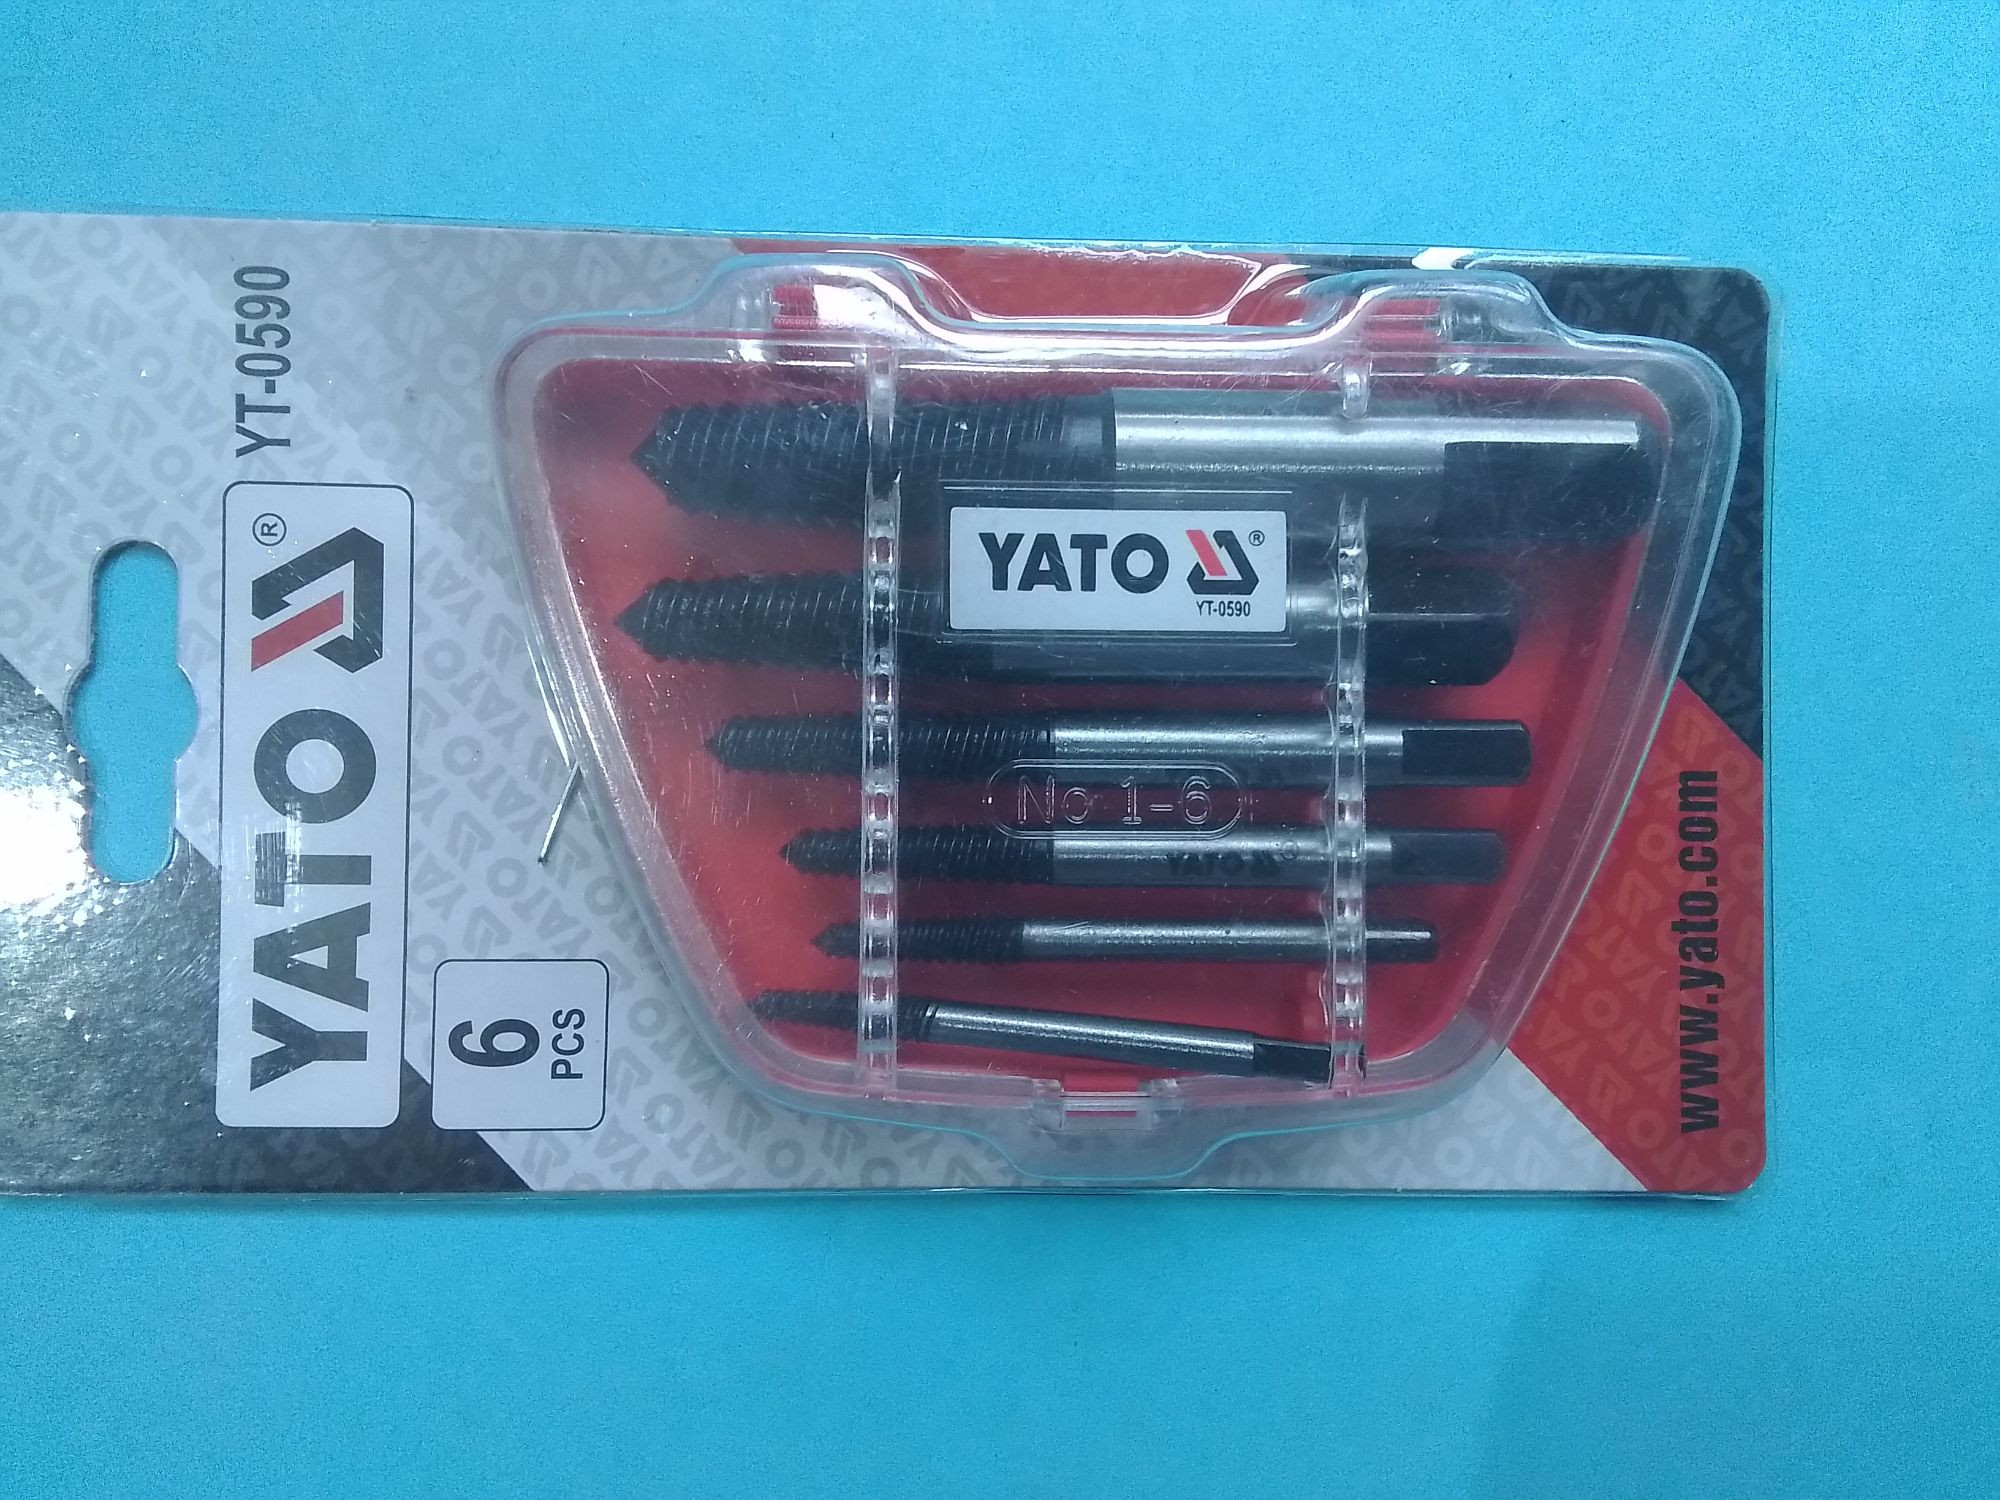 YT-0590
YATO ®
6
PCS
YATO ®
YT-0590
No 1-6
YATO
www.yato.com